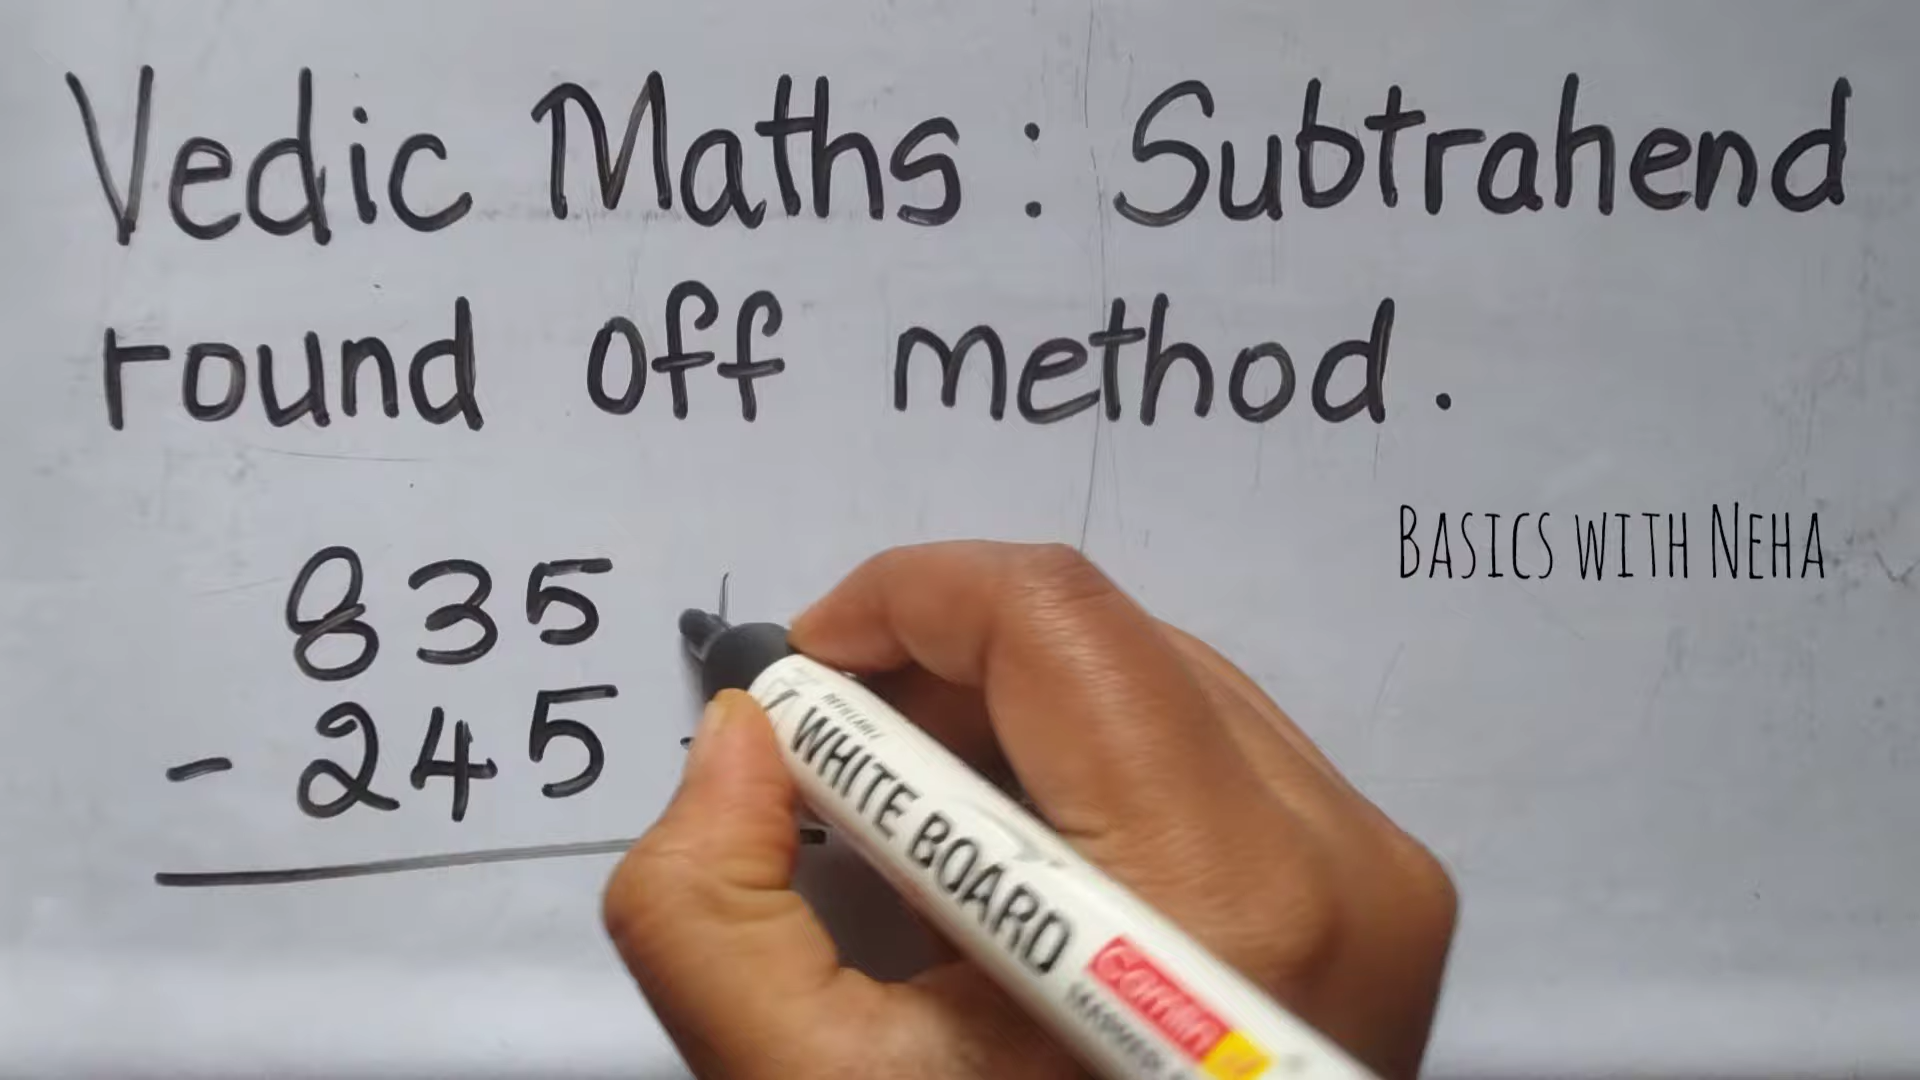 Vedic Maths : Subtrahend
round off method.
BASICS WITH NEHA
835
- 245
WHITE BOARD